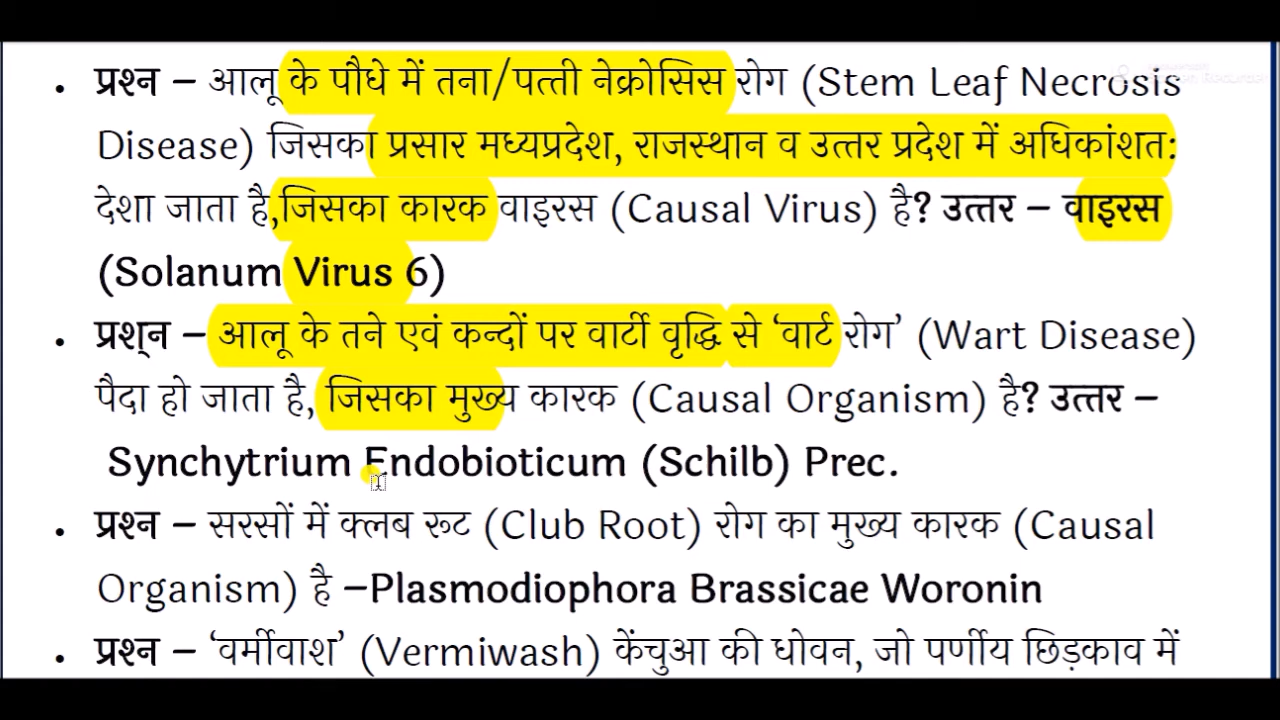 • प्रश्न – आलू के पौधे में तना/पत्ती नेक्रोसिस रोग (Stem Leaf Necrosis
Disease) जिसका प्रसार मध्यप्रदेश, राजस्थान व उत्तर प्रदेश में अधिकांशत:
देशा जाता है,जिसका कारक वाइरस (Causal Virus) है? उत्तर – वाइरस
(Solanum Virus 6)
• प्रश्‍न – आलू के तने एवं कन्दों पर वार्टी वृद्धि से ‘वार्ट रोग’ (Wart Disease)
पैदा हो जाता है, जिसका मुख्य कारक (Causal Organism) है? उत्तर –
Synchytrium Endobioticum (Schilb) Prec.
• प्रश्न – सरसों में क्लब रूट (Club Root) रोग का मुख्य कारक (Causal
Organism) है –Plasmodiophora Brassicae Woronin
• प्रश्न – ‘वर्मीवाश’ (Vermiwash) केंचुआ की धोवन, जो पर्णीय छिड़काव में